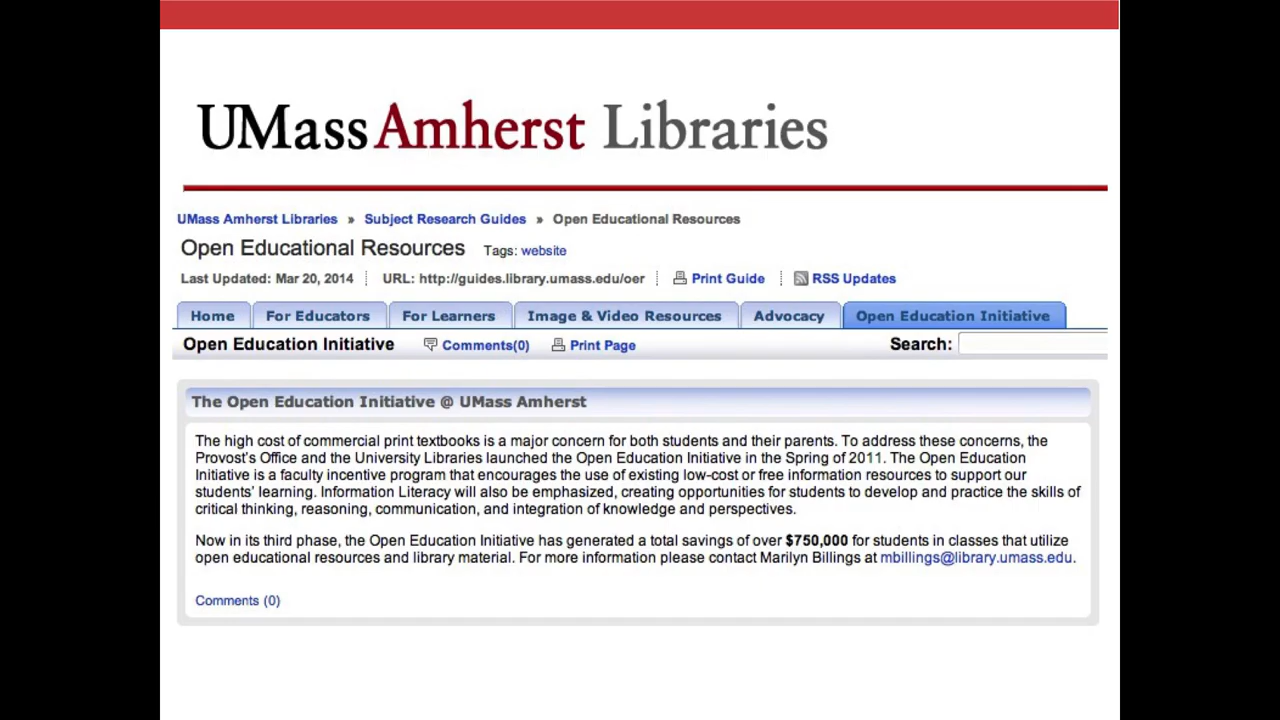 UMass Amherst Libraries
UMass Amherst Libraries » Subject Research Guides » Open Educational Resources
Open Educational Resources Tags: website
Last Updated: Mar 20, 2014 URL: http://guides.library.umass.edu/oer Print Guide RSS Updates
Home For Educators For Learners Image & Video Resources Advocacy Open Education Initiative
Open Education Initiative Comments(0) Print Page Search:
The Open Education Initiative @ UMass Amherst
The high cost of commercial print textbooks is a major concern for both students and their parents. To address these concerns, the
Provost's Office and the University Libraries launched the Open Education Initiative in the Spring of 2011. The Open Education
Initiative is a faculty incentive program that encourages the use of existing low-cost or free information resources to support our
students' learning. Information Literacy will also be emphasized, creating opportunities for students to develop and practice the skills of
critical thinking, reasoning, communication, and integration of knowledge and perspectives.
Now in its third phase, the Open Education Initiative has generated a total savings of over $750,000 for students in classes that utilize
open educational resources and library material. For more information please contact Marilyn Billings at mbillings@library.umass.edu.
Comments (0)